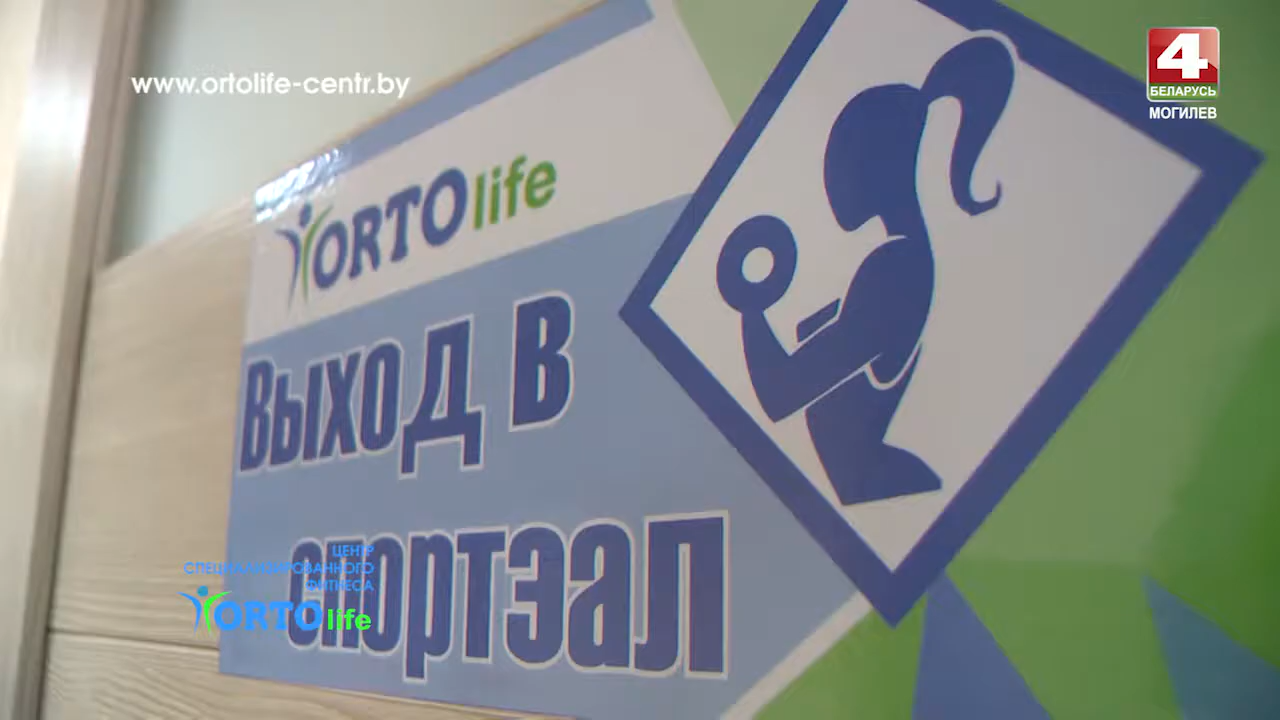 www.ortolife-centr.by
4
БЕЛАРУСЬ
МОГИЛЕВ
ORTOlife
Выход в
спортзал
ЦЕНТР
СПЕЦИАЛИЗИРОВАННОГО
ФИТНЕСА
ORTOlife